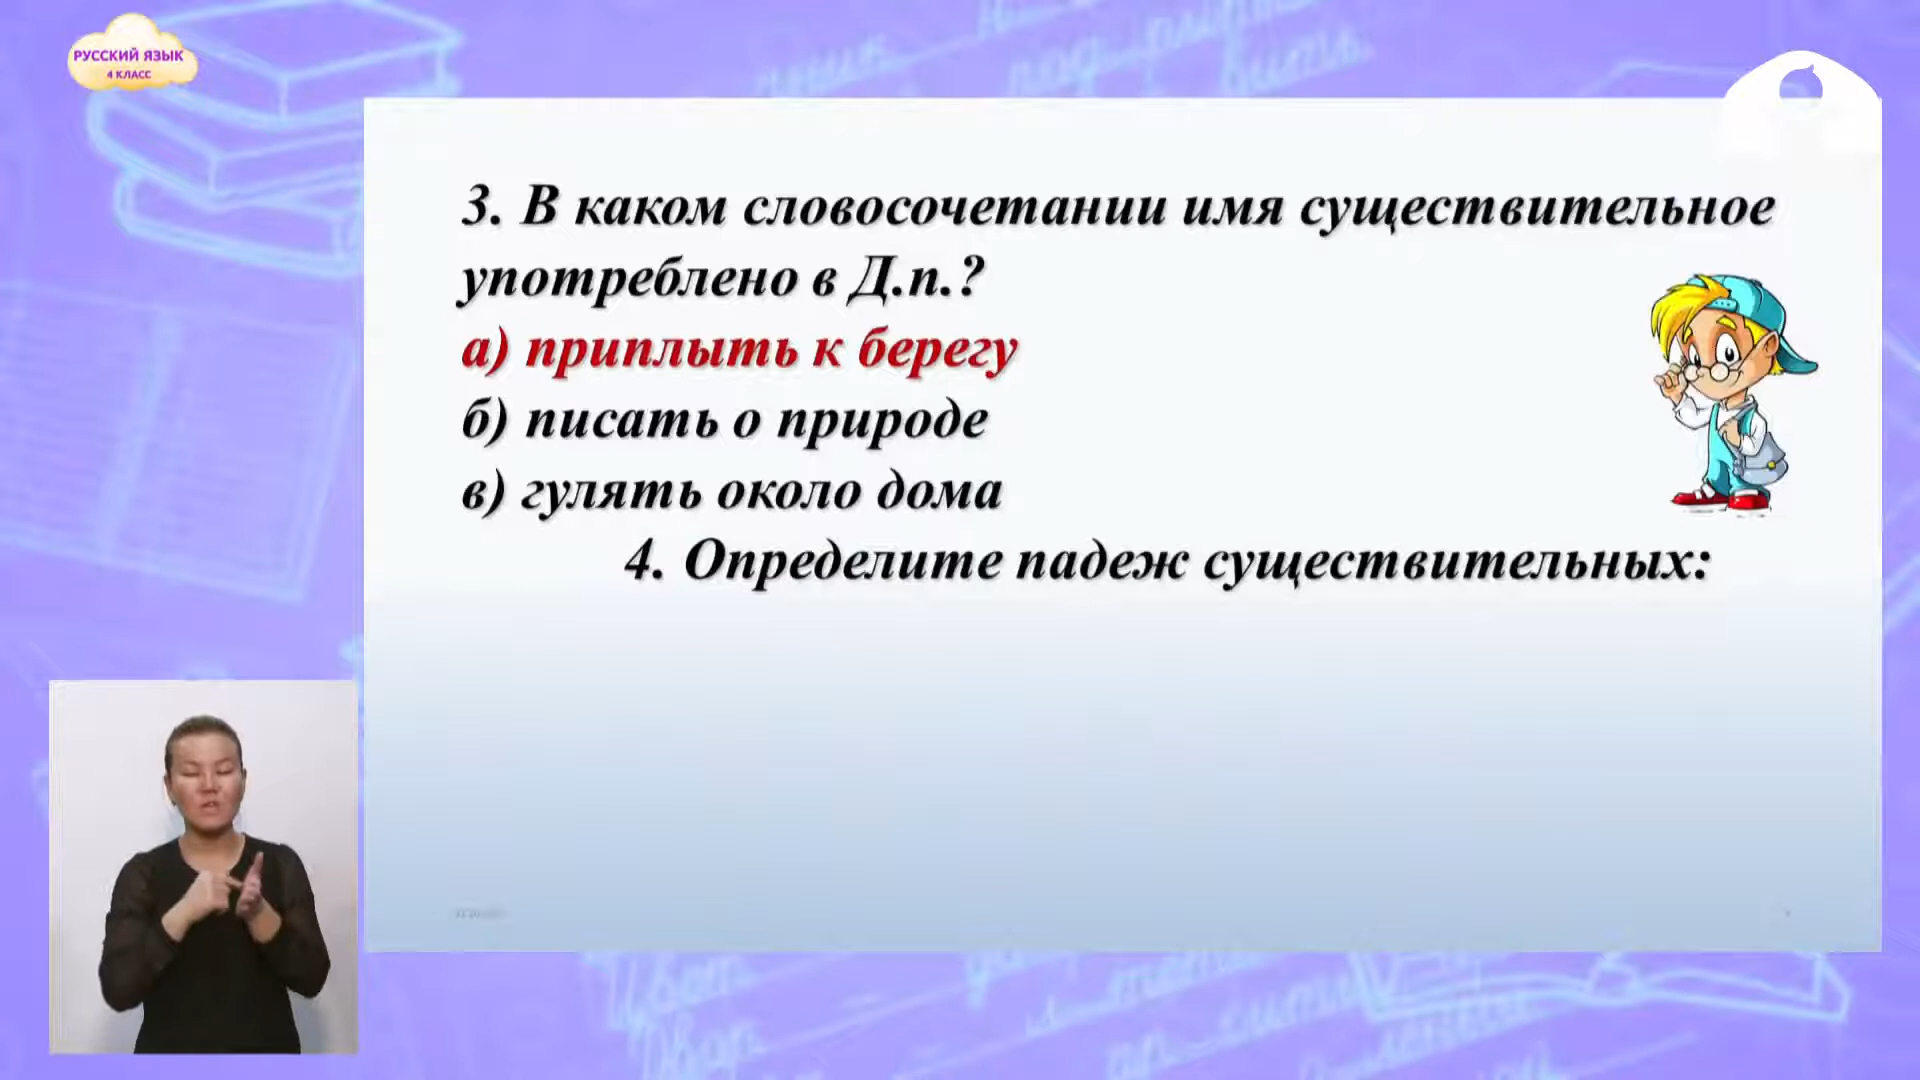 РУССКИЙ ЯЗЫК
4 КЛАСС
3. В каком словосочетании имя существительное
употреблено в Д.п.?
а) приплыть к берегу
б) писать о природе
в) гулять около дома
4. Определите падеж существительных: